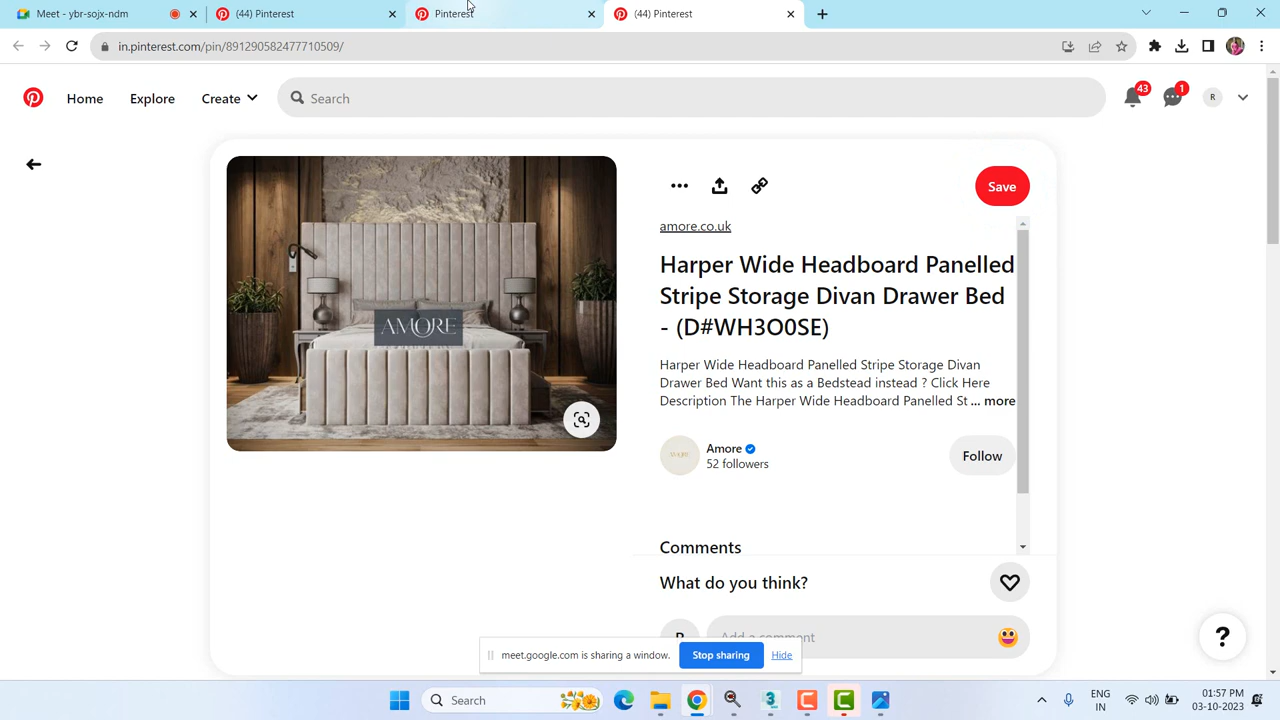 Meet – ybr-sojx-ndm
(44) Pinterest
Pinterest
(44) Pinterest
in.pinterest.com/pin/891290582477710509/
Home
Explore
Create
Search
43
1
R
Save
amore.co.uk
Harper Wide Headboard Panelled
Stripe Storage Divan Drawer Bed
- (D#WH3O0SE)
Harper Wide Headboard Panelled Stripe Storage Divan
Drawer Bed Want this as a Bedstead instead ? Click Here
Description The Harper Wide Headboard Panelled St ... more
AMORE
AMORE
Amore
52 followers
Follow
Comments
What do you think?
R
Add a comment
meet.google.com is sharing a window.
Stop sharing
Hide
?
Search
3
ENG
IN
01:57 PM
03-10-2023